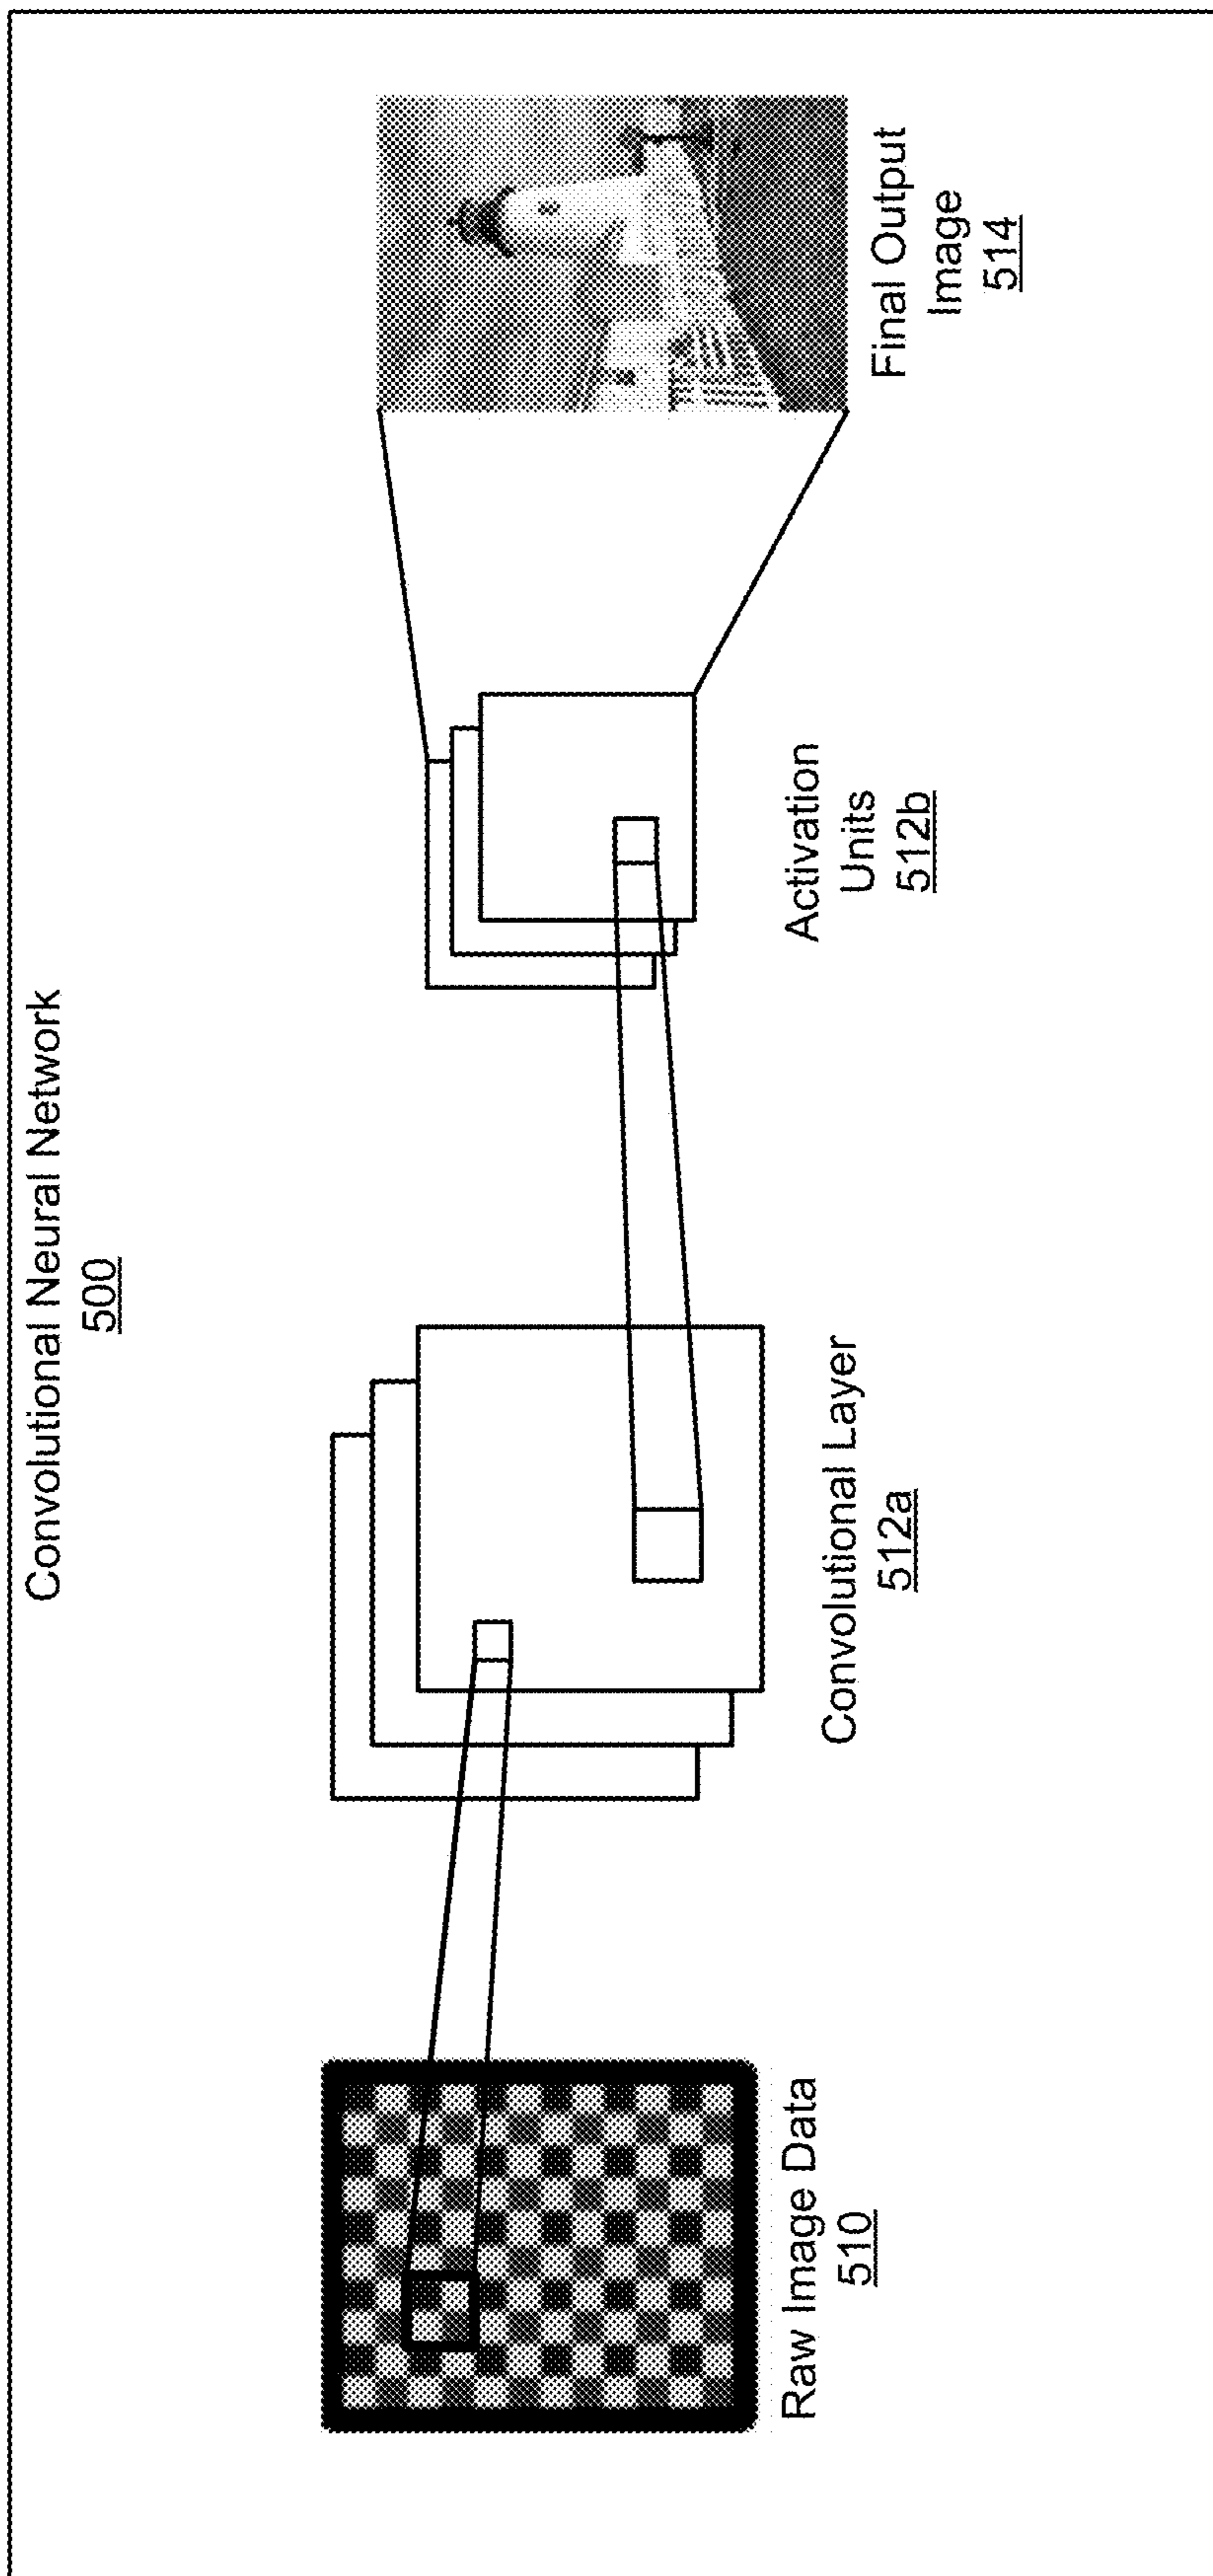 Convolutional Neural Network
500
Raw Image Data
510
Convolutional Layer
512a
Activation
Units
512b
Final Output
Image
514